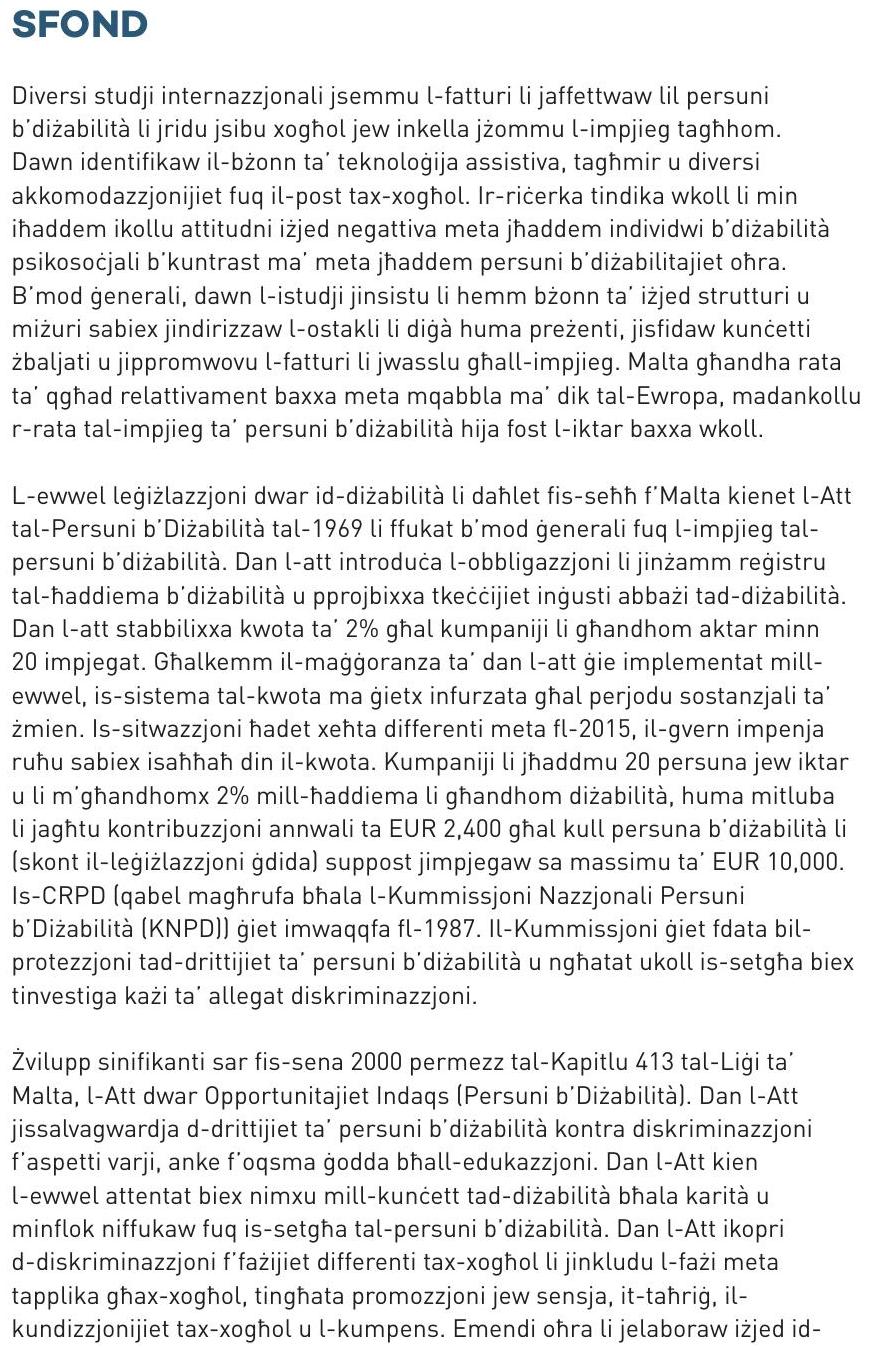 SFOND
Diversi studji internazzjonali jsemmu l-fatturi li jaffettwaw lil persuni
b’diżabilità li jridu jsibu xogħol jew inkella jżommu l-impjieg tagħhom.
Dawn identifikaw il-bżonn ta’ teknoloġija assistiva, tagħmir u diversi
akkomodazzjonijiet fuq il-post tax-xogħol. Ir-riċerka tindika wkoll li min
iħaddem ikollu attitudni iżjed negattiva meta jħaddem individwi b’diżabilità
psikosoċjali b’kuntrast ma’ meta jħaddem persuni b’diżabilitajiet oħra.
B’mod ġenerali, dawn l-istudji jinsistu li hemm bżonn ta’ iżjed strutturi u
miżuri sabiex jindirizzaw l-ostakli li diġà huma preżenti, jisfidaw kunċetti
żbaljati u jippromwovu l-fatturi li jwasslu għall-impjieg. Malta għandha rata
ta’ qgħad relattivament baxxa meta mqabbla ma’ dik tal-Ewropa, madankollu
r-rata tal-impjieg ta’ persuni b’diżabilità hija fost l-iktar baxxa wkoll.
L-ewwel leġiżlazzjoni dwar id-diżabilità li daħlet fis-seħħ f’Malta kienet l-Att
tal-Persuni b’Diżabilità tal-1969 li ffukat b’mod ġenerali fuq l-impjieg tal-
persuni b’diżabilità. Dan l-att introduċa l-obbligazzjoni li jinżamm reġistru
tal-ħaddiema b’diżabilità u pprojbixxa tkeċċijiet inġusti abbażi tad-diżabilità.
Dan l-att stabbilixxa kwota ta’ 2% għal kumpaniji li għandhom aktar minn
20 impjegat. Għalkemm il-maġġoranza ta’ dan l-att ġie implementat mill-
ewwel, is-sistema tal-kwota ma ġietx infurzata għal perjodu sostanzjali ta’
żmien. Is-sitwazzjoni ħadet xeħta differenti meta fl-2015, il-gvern impenja
ruħu sabiex isaħħaħ din il-kwota. Kumpaniji li jħaddmu 20 persuna jew iktar
u li m’għandhomx 2% mill-ħaddiema li għandhom diżabilità, huma mitluba
li jagħtu kontribuzzjoni annwali ta EUR 2,400 għal kull persuna b’diżabilità li
(skont il-leġiżlazzjoni ġdida) suppost jimpjegaw sa massimu ta’ EUR 10,000.
Is-CRPD (qabel magħrufa bħala l-Kummissjoni Nazzjonali Persuni
b’Diżabilità (KNPD)) ġiet imwaqqfa fl-1987. Il-Kummissjoni ġiet fdata bil-
protezzjoni tad-drittijiet ta’ persuni b’diżabilità u ngħatat ukoll is-setgħa biex
tinvestiga każi ta’ allegat diskriminazzjoni.
Żvilupp sinifikanti sar fis-sena 2000 permezz tal-Kapitlu 413 tal-Liġi ta’
Malta, l-Att dwar Opportunitajiet Indaqs (Persuni b’Diżabilità). Dan l-Att
jissalvagwardja d-drittijiet ta’ persuni b’diżabilità kontra diskriminazzjoni
f’aspetti varji, anke f’oqsma ġodda bħall-edukazzjoni. Dan l-Att kien
l-ewwel attentat biex nimxu mill-kunċett tad-diżabilità bħala karità u
minflok niffukaw fuq is-setgħa tal-persuni b’diżabilità. Dan l-Att ikopri
d-diskriminazzjoni f’fażijiet differenti tax-xogħol li jinkludu l-fażi meta
tapplika għax-xogħol, tingħata promozzjoni jew sensja, it-taħriġ, il-
kundizzjonijiet tax-xogħol u l-kumpens. Emendi oħra li jelaboraw iżjed id-